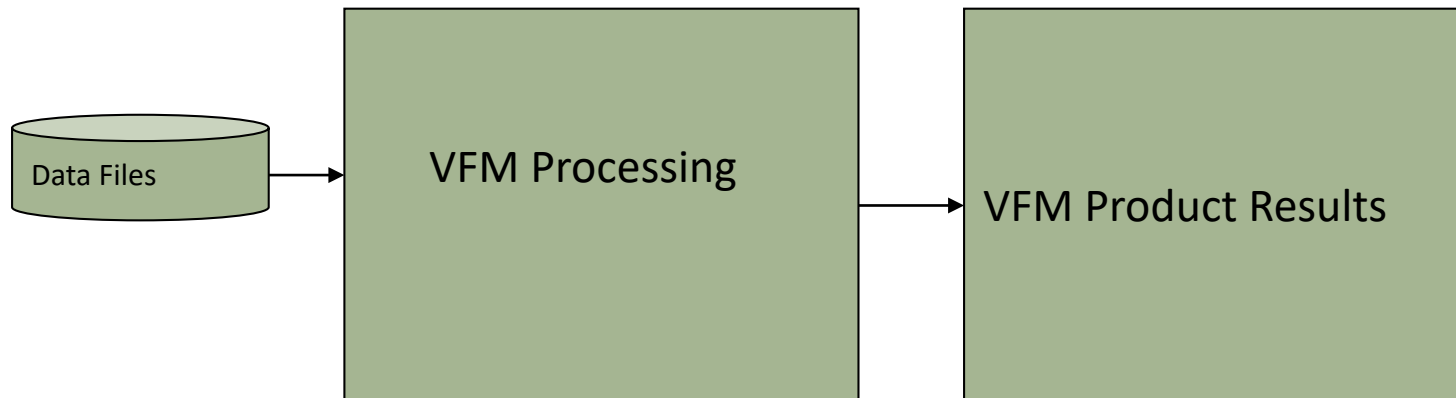 Data Files
VFM Processing
VFM Product Results